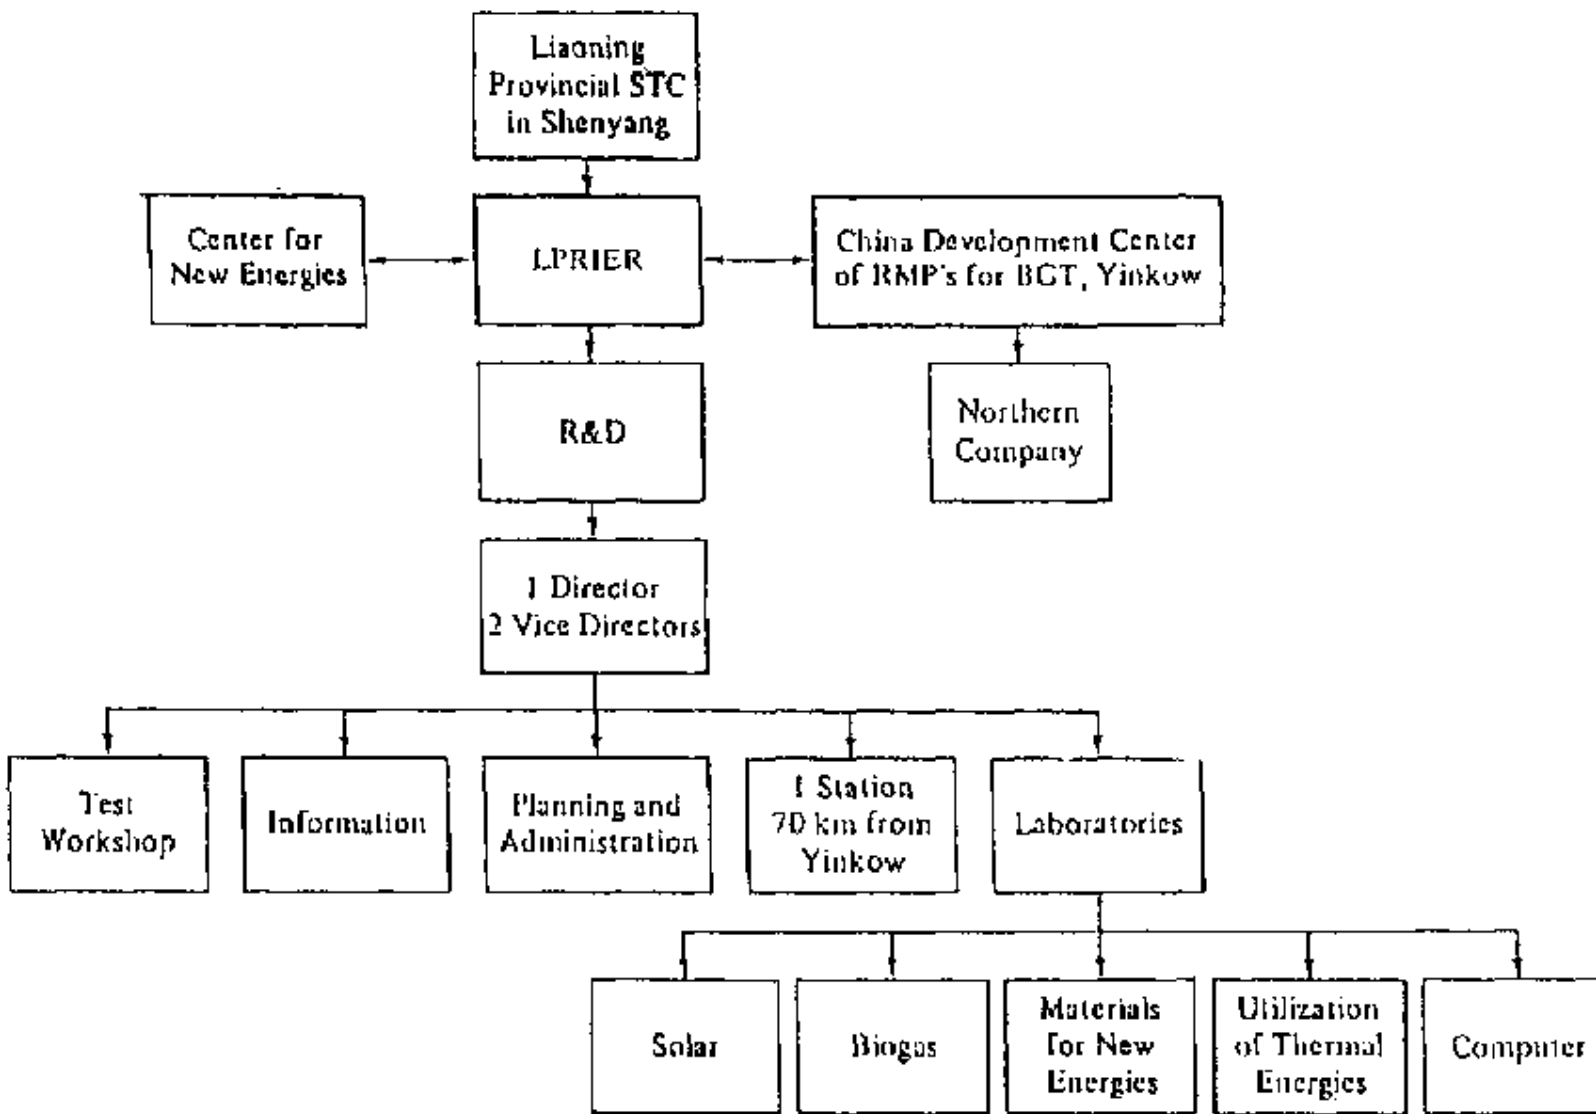 Liaoning
Provincial STC
in Shenyang
Center for
New Energies
LPRIER
China Development Center
of RMP's for BGT, Yinkow
R&D
Northern
Company
1 Director
2 Vice Directors
Test
Workshop
Information
Planning and
Administration
1 Station
70 km from
Yinkow
Laboratories
Solar
Biogas
Materials
for New
Energies
Utilization
of Thermal
Energies
Computer